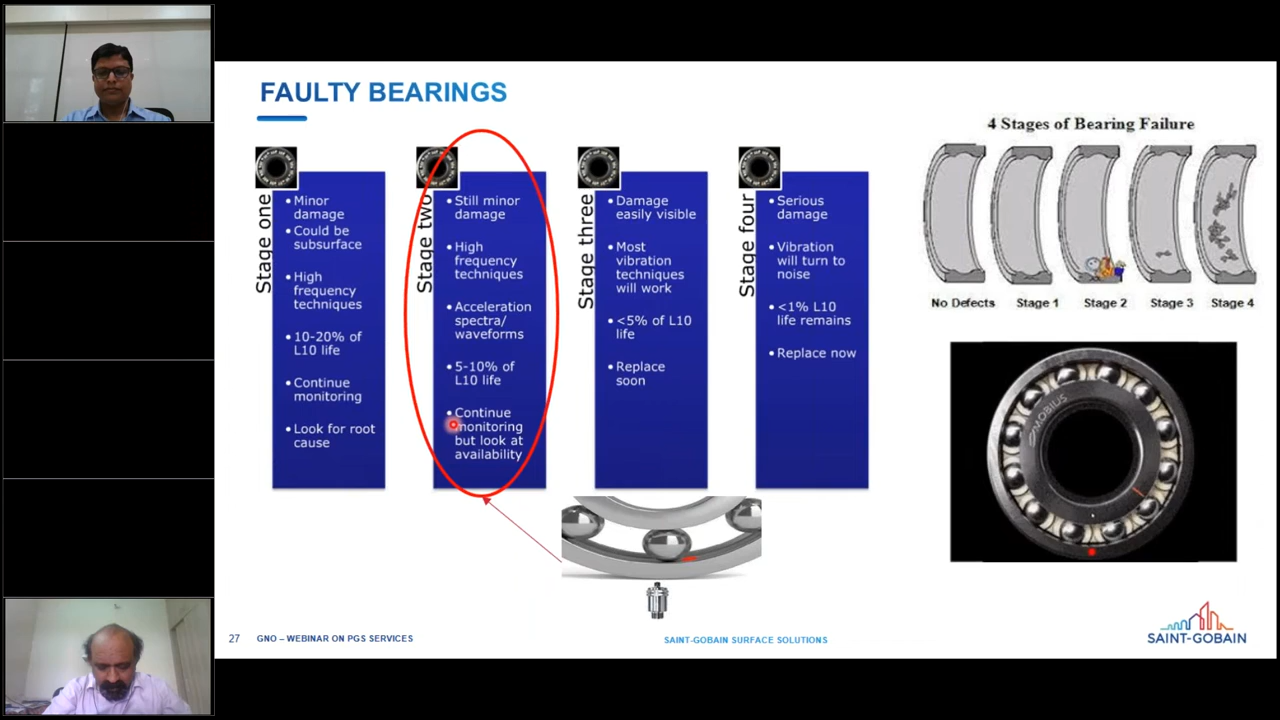 FAULTY BEARINGS
Stage one
• Minor
damage
• Could be
subsurface
• High
frequency
techniques
• 10-20% of
L10 life
• Continue
monitoring
• Look for root
cause
Stage two
• Still minor
damage
• High
frequency
techniques
• Acceleration
spectra/
waveforms
• 5-10% of
L10 life
• Continue
monitoring
but look at
availability
Stage three
• Damage
easily visible
• Most
vibration
techniques
will work
• <5% of L10
life
• Replace
soon
Stage four
• Serious
damage
• Vibration
will turn to
noise
• <1% L10
life remains
• Replace now
4 Stages of Bearing Failure
No Defects
Stage 1
Stage 2
Stage 3
Stage 4
MOBIUS
27
GNO – WEBINAR ON PGS SERVICES
SAINT-GOBAIN SURFACE SOLUTIONS
SAINT-GOBAIN